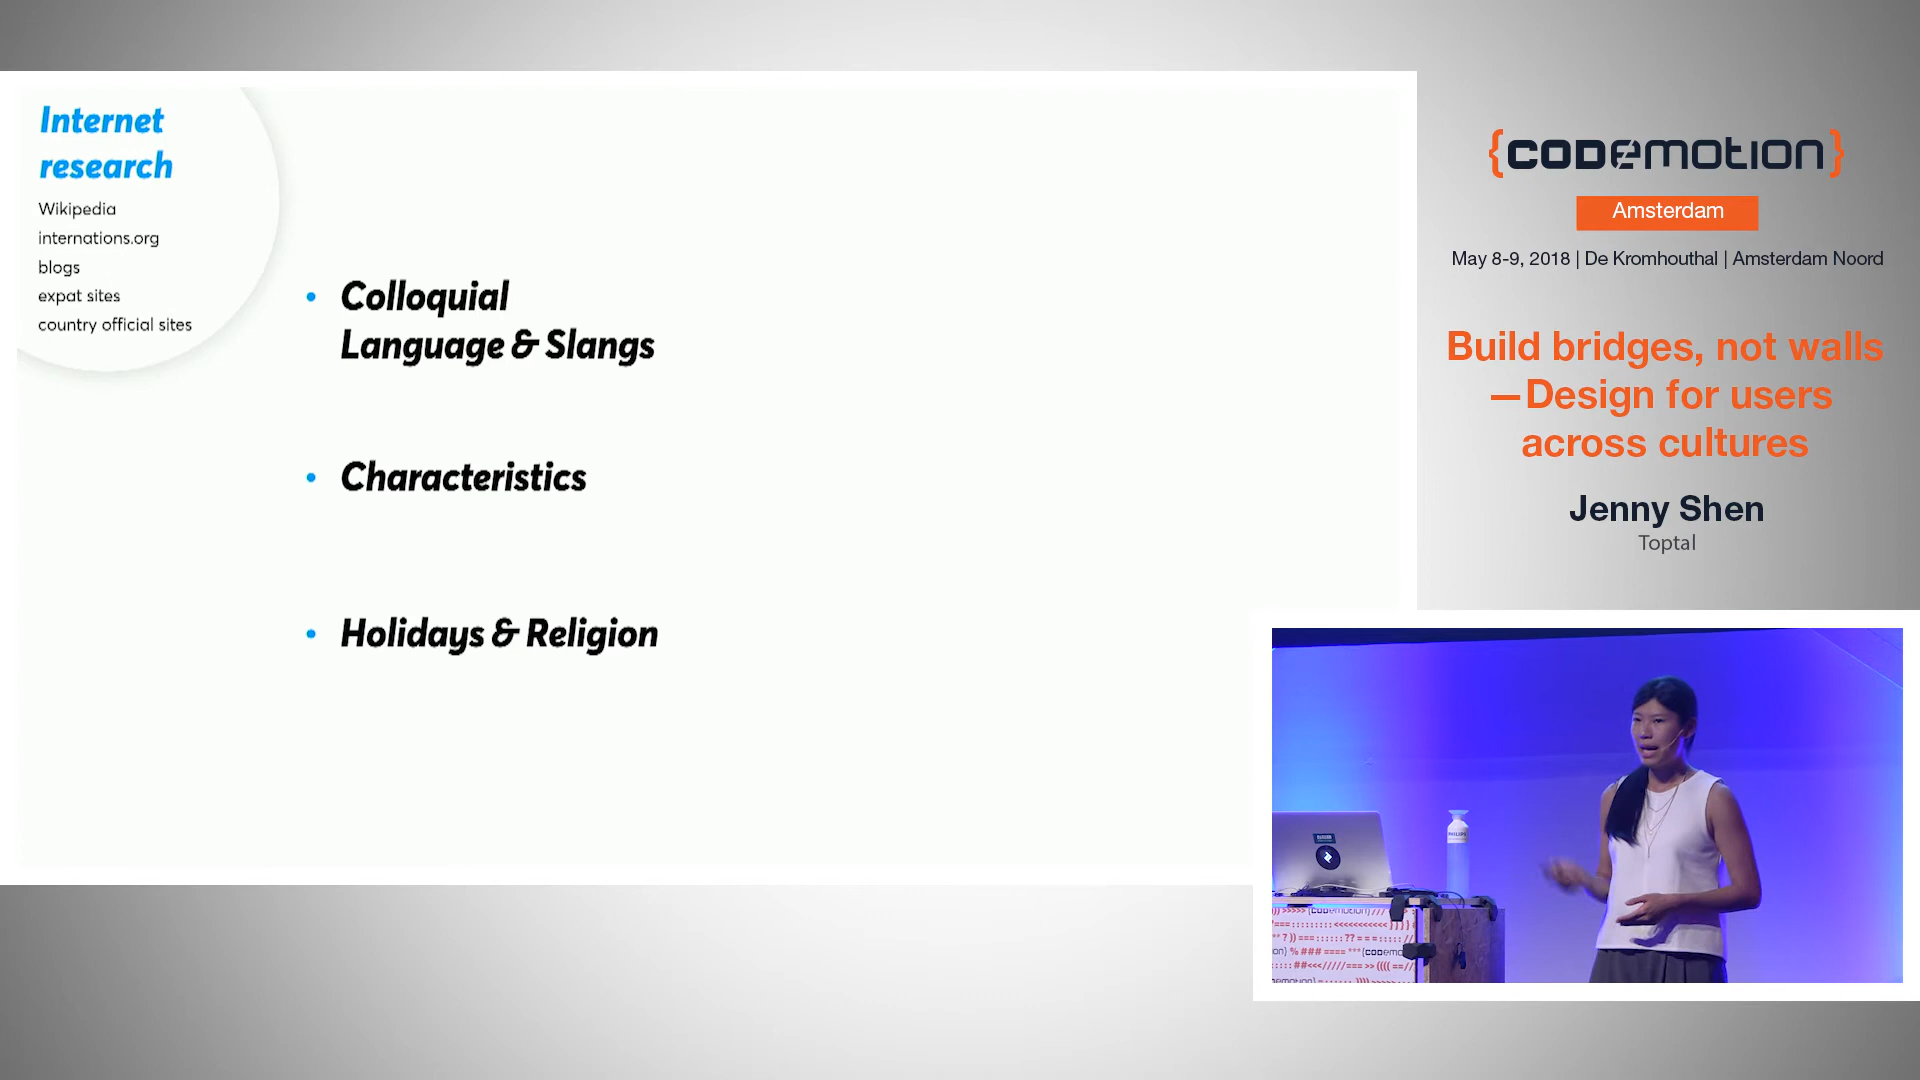 Internet
research
Wikipedia
internations.org
blogs
expat sites
country official sites
• Colloquial
Language & Slangs
• Characteristics
• Holidays & Religion
{CODEMOTION}
Amsterdam
May 8-9, 2018 | De Kromhouthal | Amsterdam Noord
Build bridges, not walls
—Design for users
across cultures
Jenny Shen
Toptal
PHILIPS